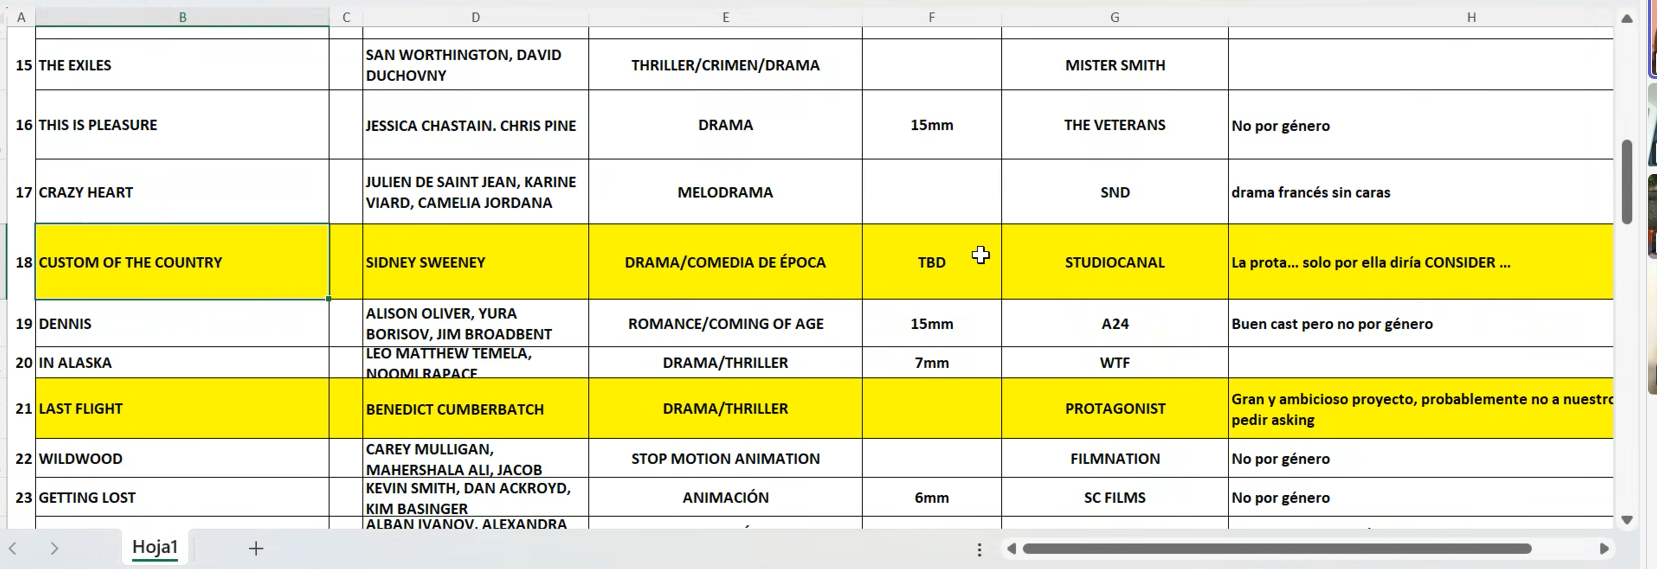 A B C D E F G H
15 THE EXILES SAN WORTHINGTON, DAVID DUCHOVNY THRILLER/CRIMEN/DRAMA MISTER SMITH
16 THIS IS PLEASURE JESSICA CHASTAIN. CHRIS PINE DRAMA 15mm THE VETERANS No por género
17 CRAZY HEART JULIEN DE SAINT JEAN, KARINE VIARD, CAMELIA JORDANA MELODRAMA SND drama francés sin caras
18 CUSTOM OF THE COUNTRY SIDNEY SWEENEY DRAMA/COMEDIA DE ÉPOCA TBD STUDIOCANAL La prota... solo por ella diría CONSIDER ...
19 DENNIS ALISON OLIVER, YURA BORISOV, JIM BROADBENT ROMANCE/COMING OF AGE 15mm A24 Buen cast pero no por género
20 IN ALASKA LEO MATTHEW TEMELA, NOOMI RAPACE DRAMA/THRILLER 7mm WTF
21 LAST FLIGHT BENEDICT CUMBERBATCH DRAMA/THRILLER PROTAGONIST Gran y ambicioso proyecto, probablemente no a nuestro pedir asking
22 WILDWOOD CAREY MULLIGAN, MAHERSHALA ALI, JACOB STOP MOTION ANIMATION FILMNATION No por género
23 GETTING LOST KEVIN SMITH, DAN ACKROYD, KIM BASINGER ANIMACIÓN 6mm SC FILMS No por género
ALBAN IVANOV, ALEXANDRA
Hoja1